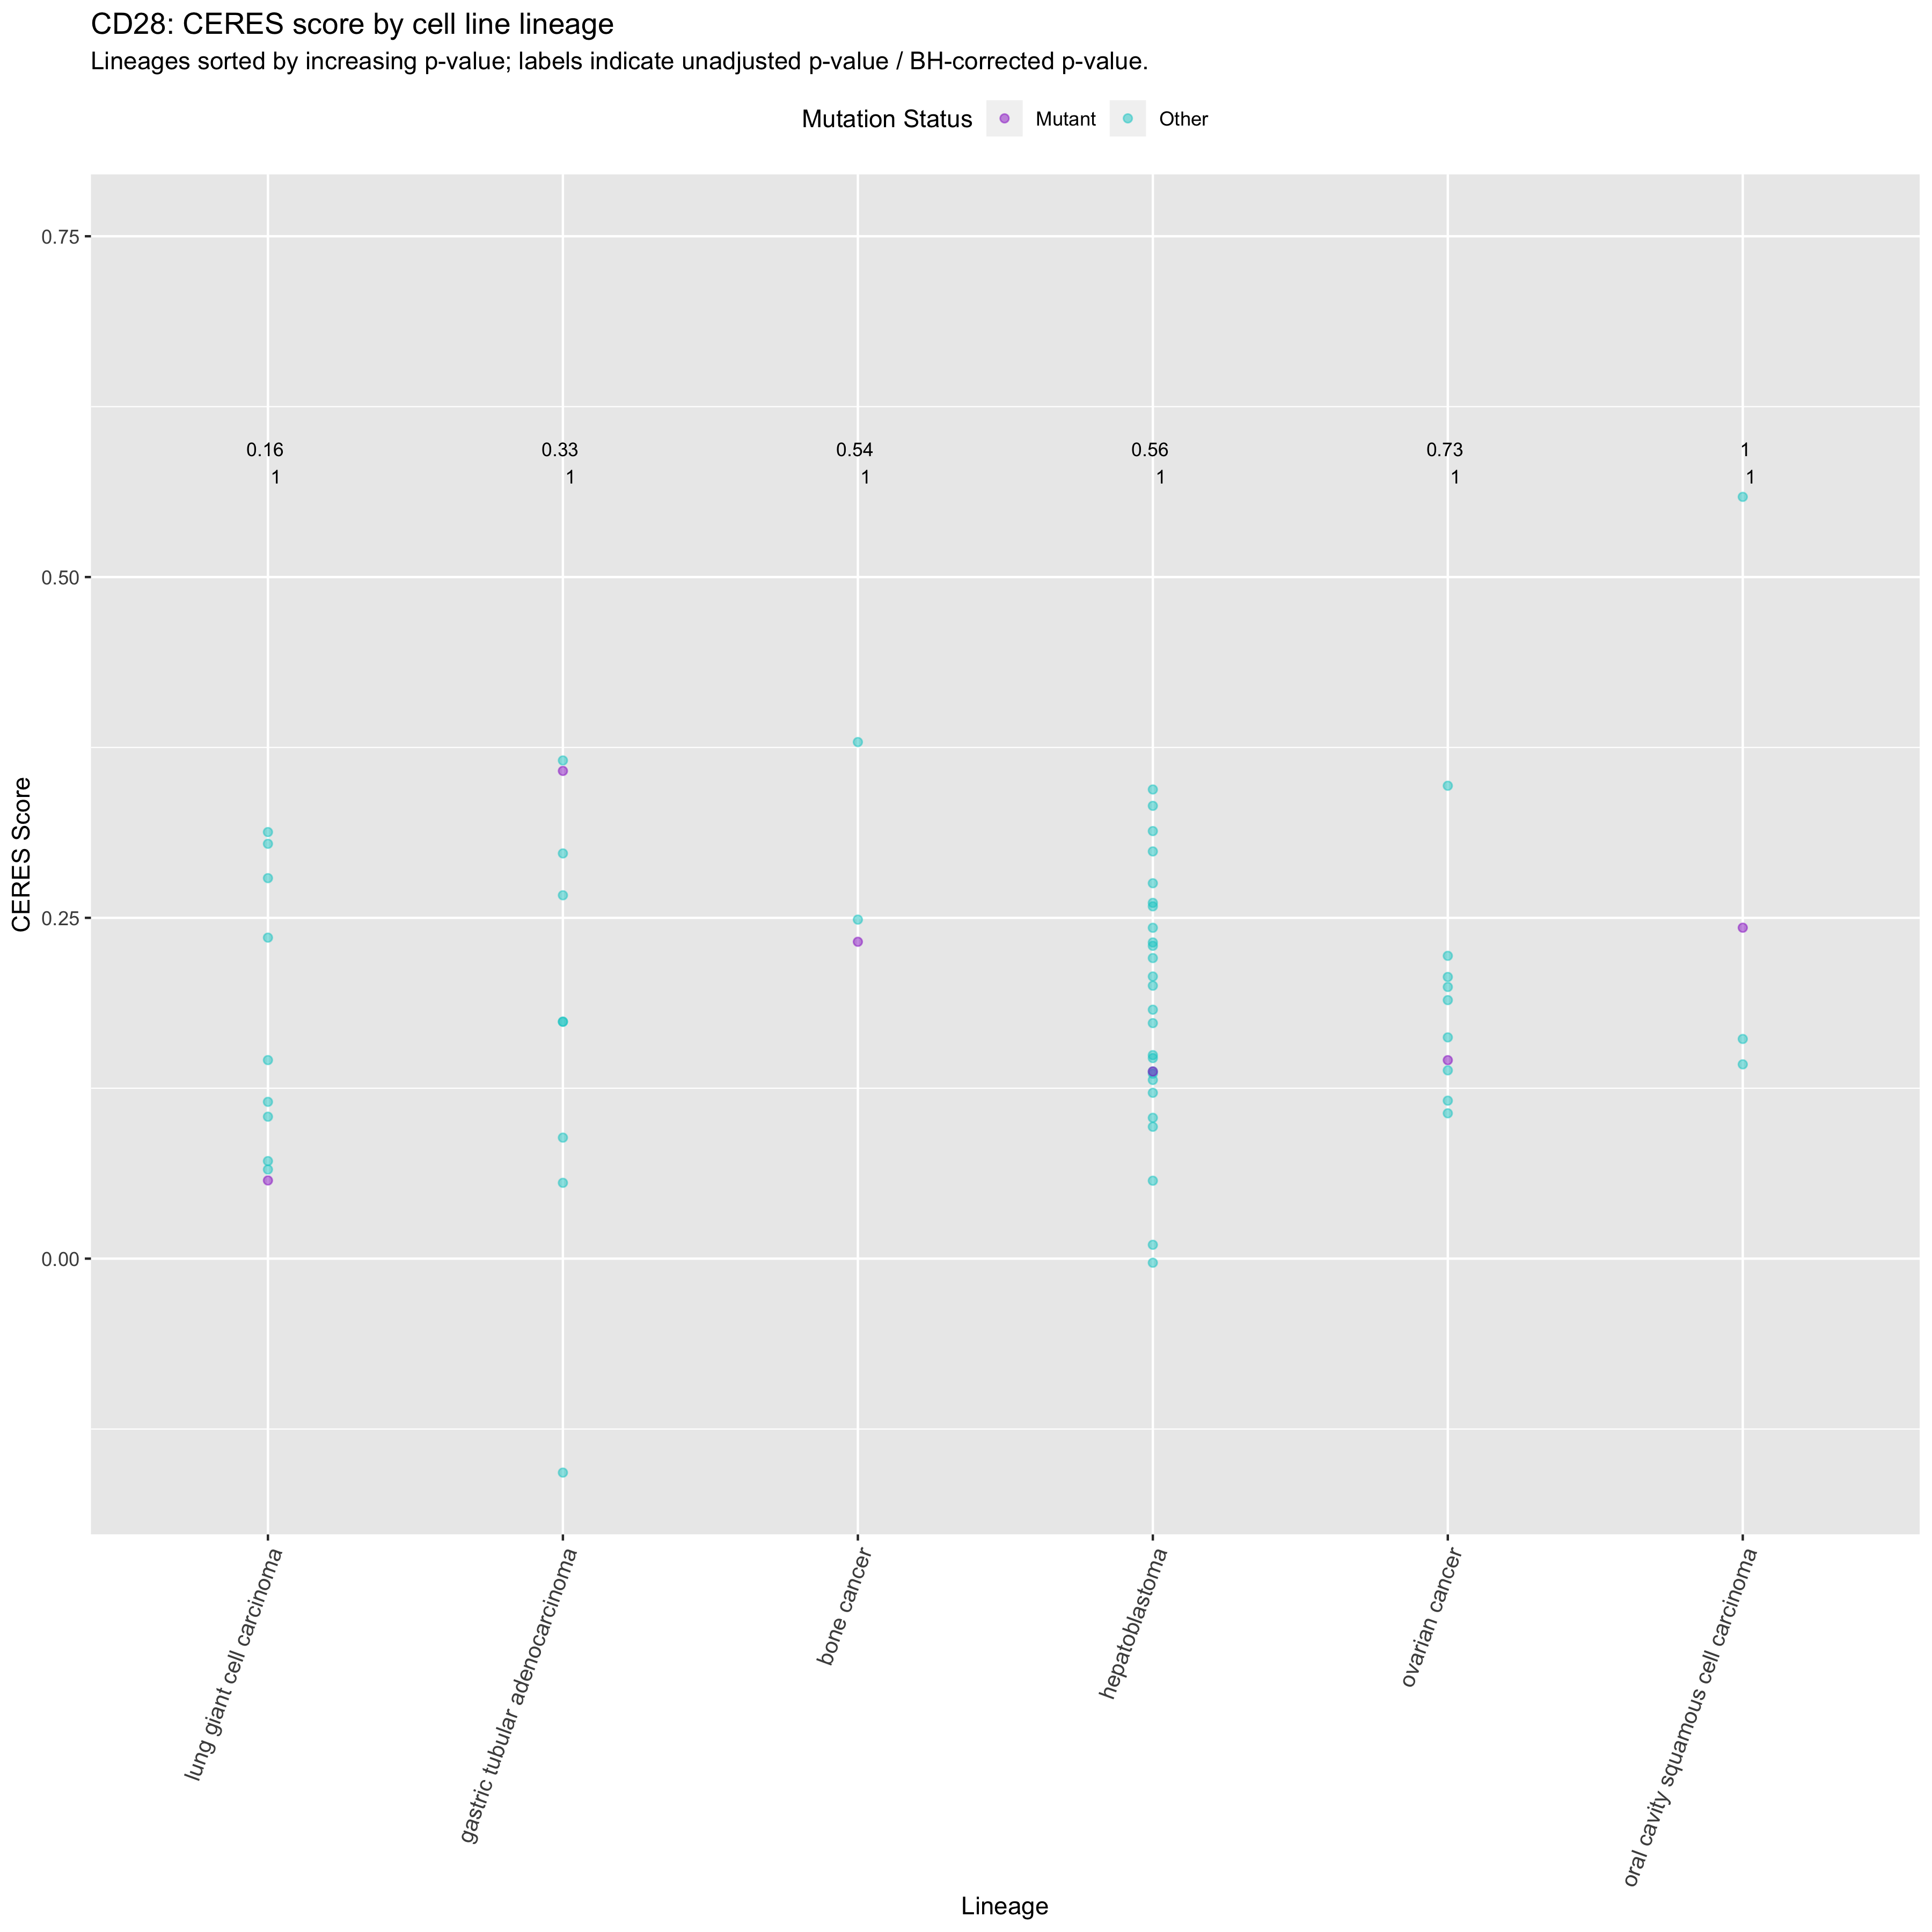 CD28: CERES score by cell line lineage
Lineages sorted by increasing p-value; labels indicate unadjusted p-value / BH-corrected p-value.
Mutation Status Mutant Other
0.75
0.16 0.33 0.54 0.56 0.73 1
1 1 1 1 1 1
0.50
CERES Score
0.25
0.00
lung giant cell carcinoma
gastric tubular adenocarcinoma
bone cancer
hepatoblastoma
ovarian cancer
oral cavity squamous cell carcinoma
Lineage